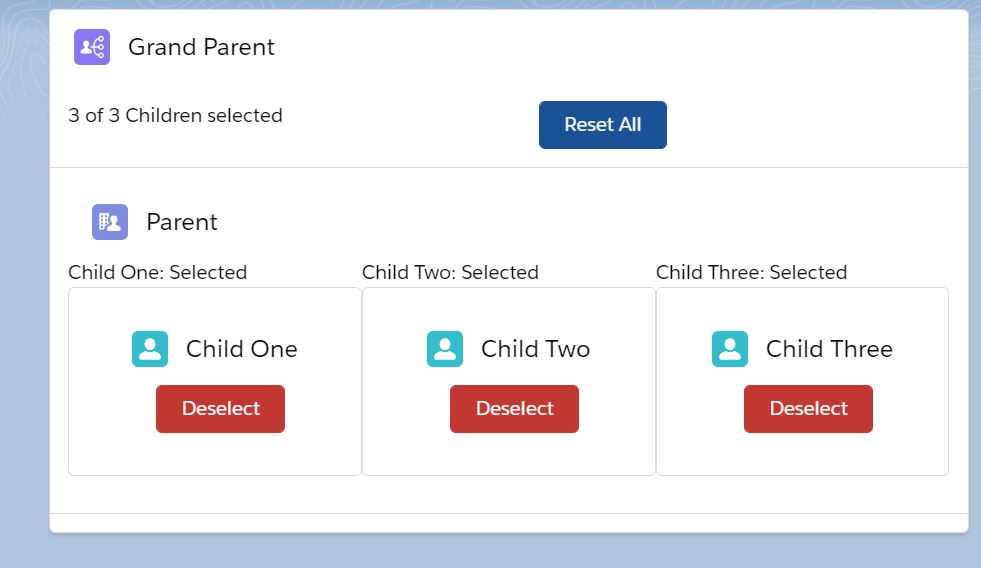 Grand Parent
3 of 3 Children selected
Reset All
Parent
Child One: Selected
Child Two: Selected
Child Three: Selected
Child One
Child Two
Child Three
Deselect
Deselect
Deselect